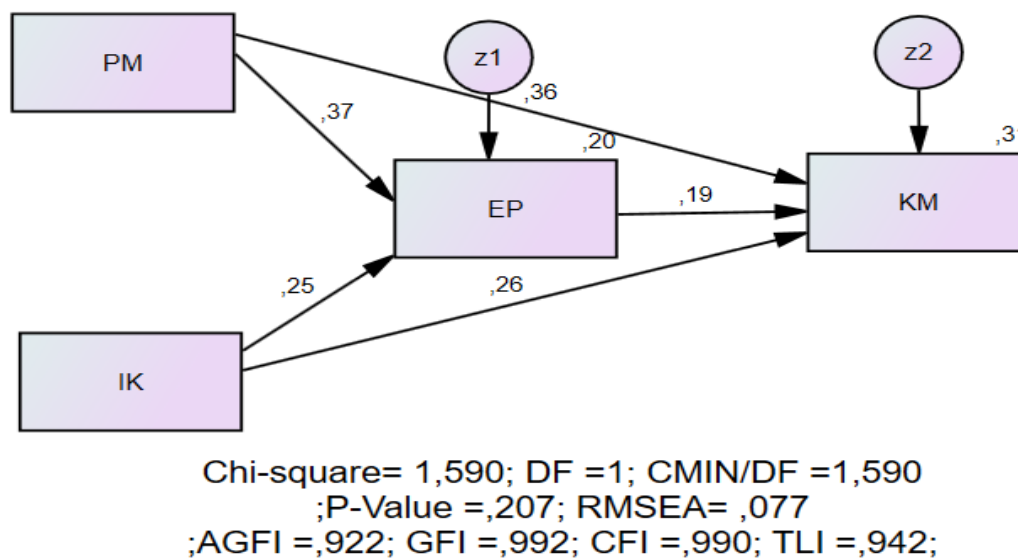 PM
z1
z2
,37
,36
,20
EP
,19
KM
,25
,26
IK
Chi-square= 1,590; DF =1; CMIN/DF =1,590
;P-Value =,207; RMSEA= ,077
;AGFI =,922; GFI =,992; CFI =,990; TLI =,942;